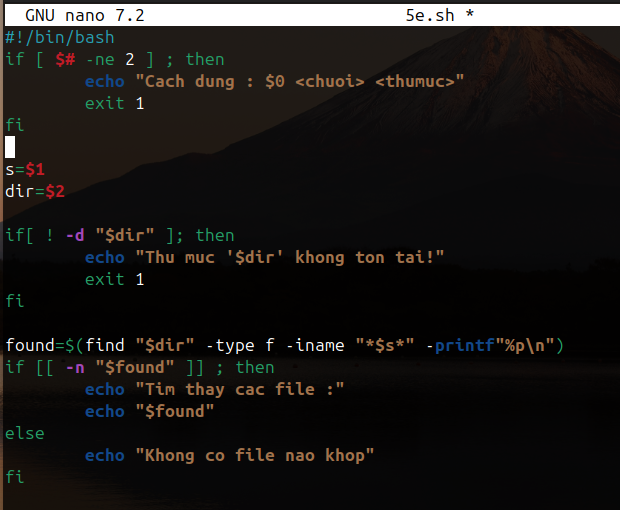 GNU nano 7.2 5e.sh *
#!/bin/bash
if [ $# -ne 2 ] ; then
echo "Cach dung : $0 <chuoi> <thumuc>"
exit 1
fi
s=$1
dir=$2
if[ ! -d "$dir" ]; then
echo "Thu muc '$dir' khong ton tai!"
exit 1
fi
found=$(find "$dir" -type f -iname "*$s*" -printf"%p\n")
if [[ -n "$found" ]] ; then
echo "Tim thay cac file :"
echo "$found"
else
echo "Khong co file nao khop"
fi